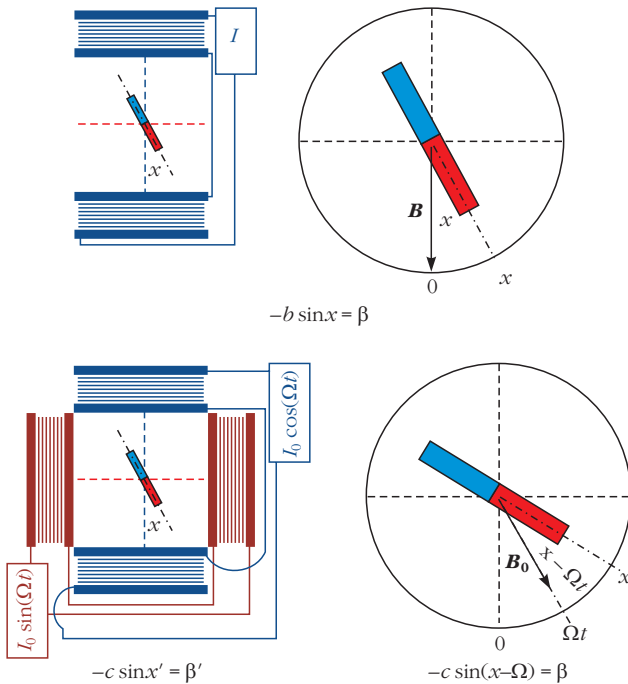 I
x
B
x
x
0
–b sinx = β
I₀ cos(Ωt)
x
I₀ sin(Ωt)
–c sinx′ = β′
B₀
x – Ωt
x
Ωt
0
–c sin(x–Ω) = β